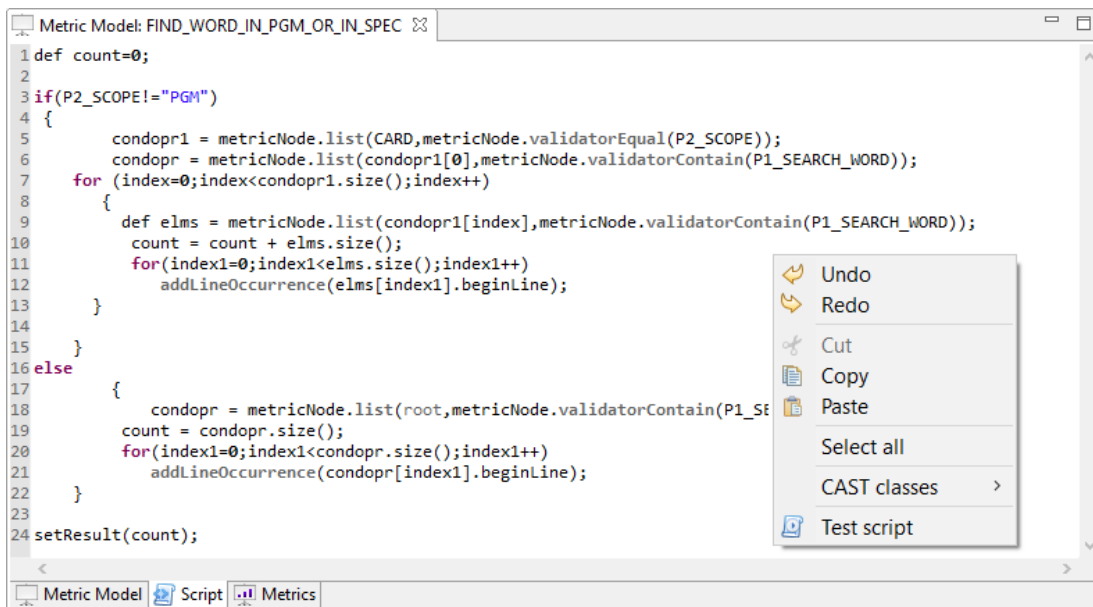 Metric Model: FIND_WORD_IN_PGM_OR_IN_SPEC
1 def count=0;
2
3 if(P2_SCOPE!="PGM")
4 {
5 condopr1 = metricNode.list(CARD,metricNode.validatorEqual(P2_SCOPE));
6 condopr = metricNode.list(condopr1[0],metricNode.validatorContain(P1_SEARCH_WORD));
7 for (index=0;index<condopr1.size();index++)
8 {
9 def elms = metricNode.list(condopr1[index],metricNode.validatorContain(P1_SEARCH_WORD));
10 count = count + elms.size();
11 for(index1=0;index1<elms.size();index1++)
12 addLineOccurrence(elms[index1].beginLine);
13 }
14
15 }
16 else
17 {
18 condopr = metricNode.list(root,metricNode.validatorContain(P1_SE
19 count = condopr.size();
20 for(index1=0;index1<condopr.size();index1++)
21 addLineOccurrence(condopr[index1].beginLine);
22 }
23
24 setResult(count);
Undo
Redo
Cut
Copy
Paste
Select all
CAST classes
Test script
Metric Model Script Metrics